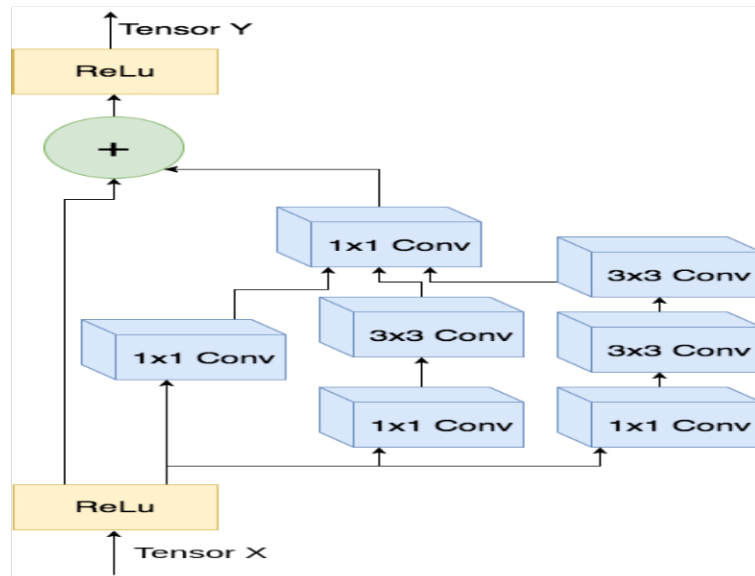 Tensor Y
ReLu
+
1x1 Conv
3x3 Conv
1x1 Conv
3x3 Conv
3x3 Conv
1x1 Conv
1x1 Conv
ReLu
Tensor X